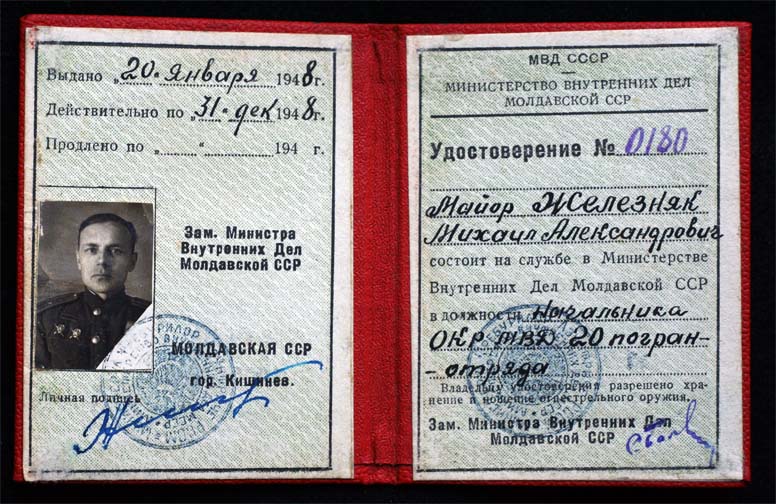 Выдано „20" января 1948 г.
Действительно по „31" дек 1948 г.
Продлено по „ " 194 г.
Зам. Министра
Внутренних Дел
Молдавской ССР
МОЛДАВСКАЯ ССР
гор. Кишинев.
Личная подпись
МВД СССР
МИНИСТЕРСТВО ВНУТРЕННИХ ДЕЛ
МОЛДАВСКОЙ ССР
Удостоверение № 0180
Майор Железняк
Михаил Александрович
состоит на службе в Министерстве
Внутренних Дел Молдавской ССР
в должности Начальника
ОКР МВД 20 погран-
-отряда
Владельцу удостоверения разрешено хра-
нение и ношение огнестрельного оружия.
Зам. Министра Внутренних Дел
Молдавской ССР